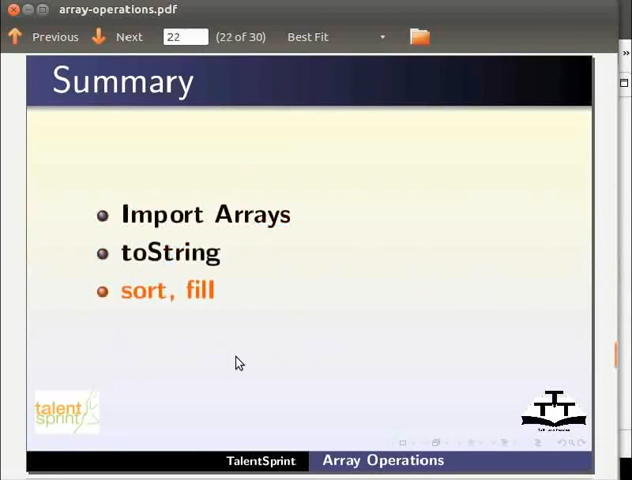 array-operations.pdf
Previous Next 22 (22 of 30) Best Fit
»
Summary
Import Arrays
toString
sort, fill
talent
sprint
TTT
TalentSprint Array Operations